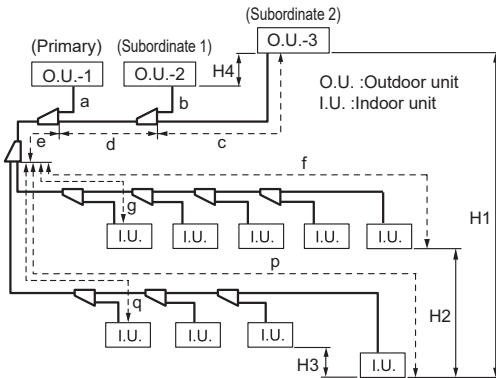 (Subordinate 2)
O.U.-3
(Primary) (Subordinate 1)
O.U.-1 O.U.-2 H4
O.U. :Outdoor unit
I.U. :Indoor unit
a b
e d c
f
H1
g
I.U. I.U. I.U. I.U. I.U.
p
q
H2
I.U. I.U. I.U.
H3 I.U.